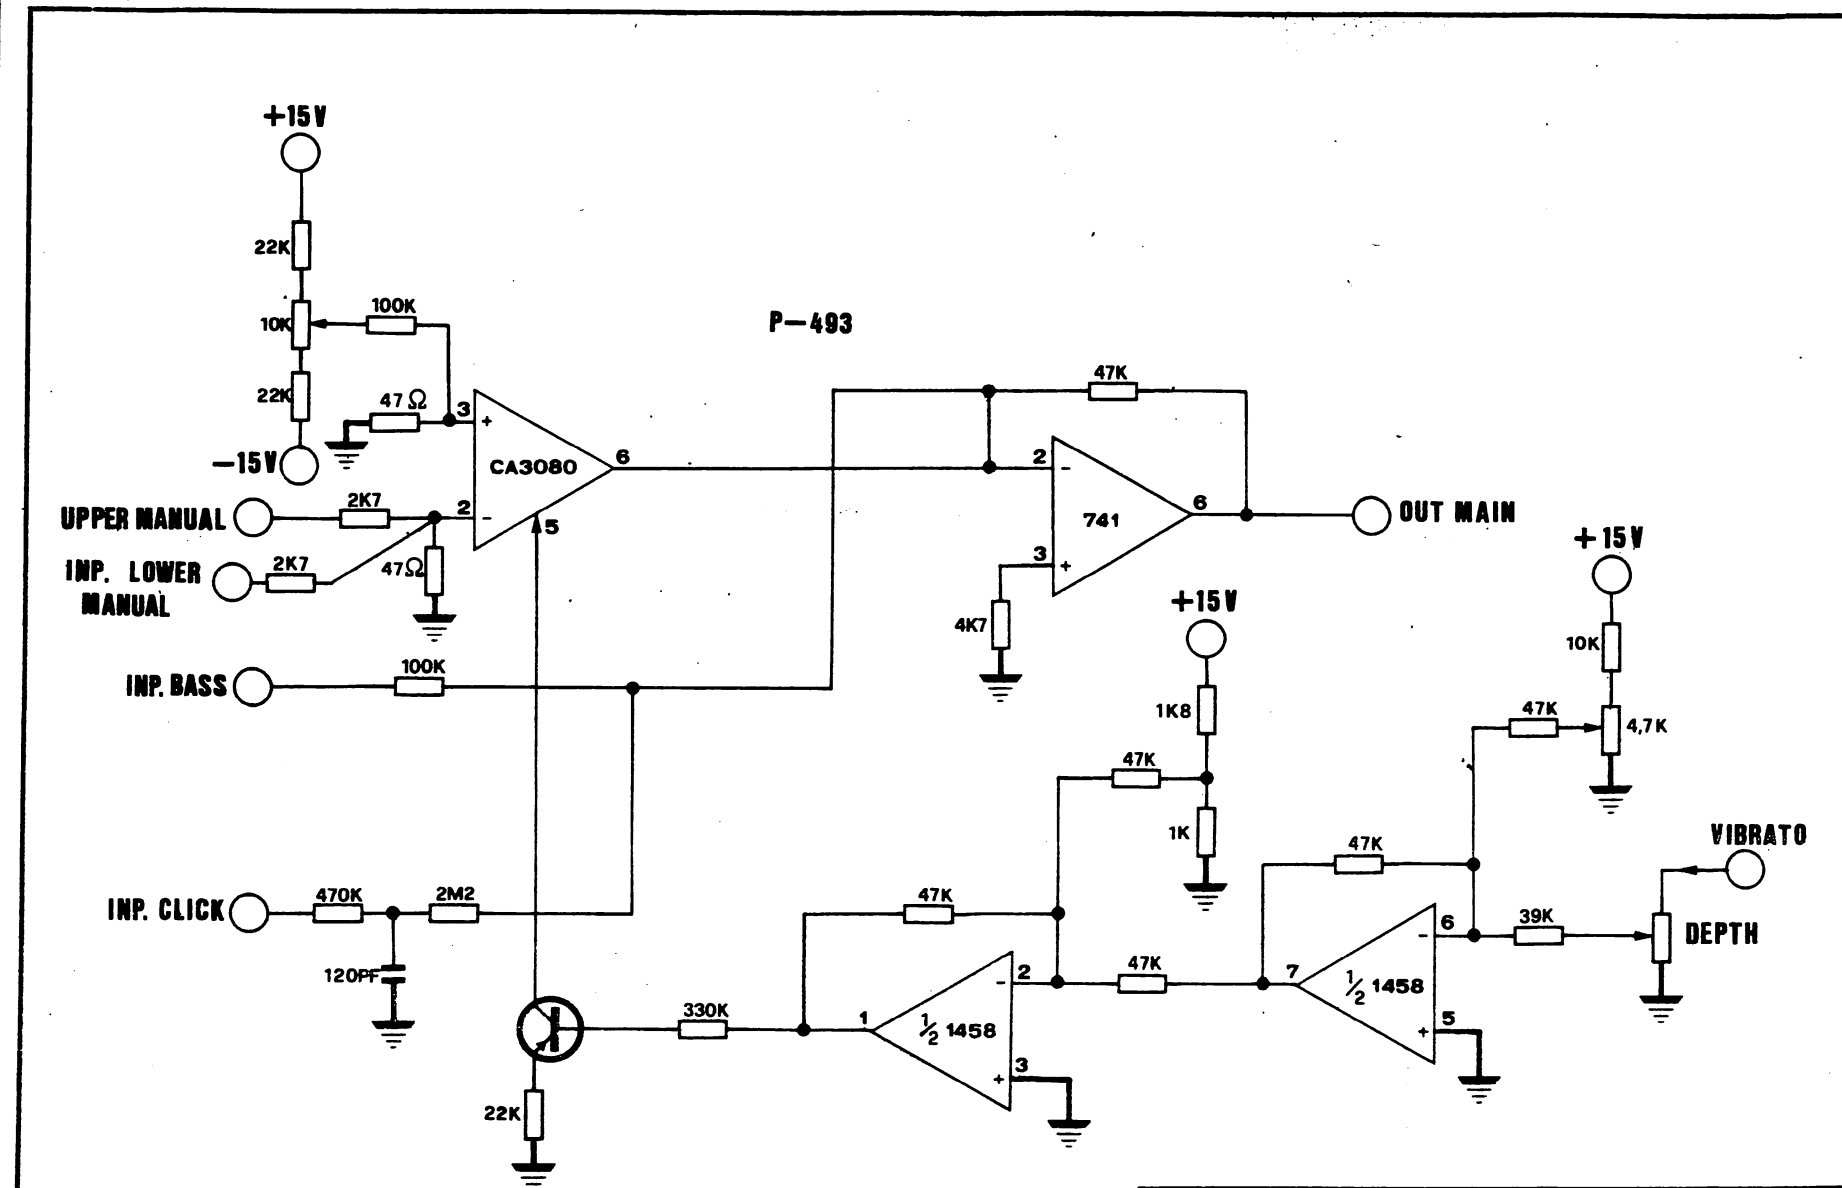 +15V
22K
10K
100K
P-493
22K
47Ω
3
+
-15V
CA3080
6
47K
2
-
5
UPPER MANUAL
2K7
INP. LOWER
MANUAL
2K7
47Ω
2
-
741
6
OUT MAIN
3
+
4K7
+15V
+15V
10K
INP. BASS
100K
1K8
47K
4,7K
47K
1K
47K
VIBRATO
INP. CLICK
470K
2M2
120PF
47K
6
-
39K
DEPTH
2
-
47K
7
1/2 1458
5
+
330K
1
1/2 1458
3
+
22K